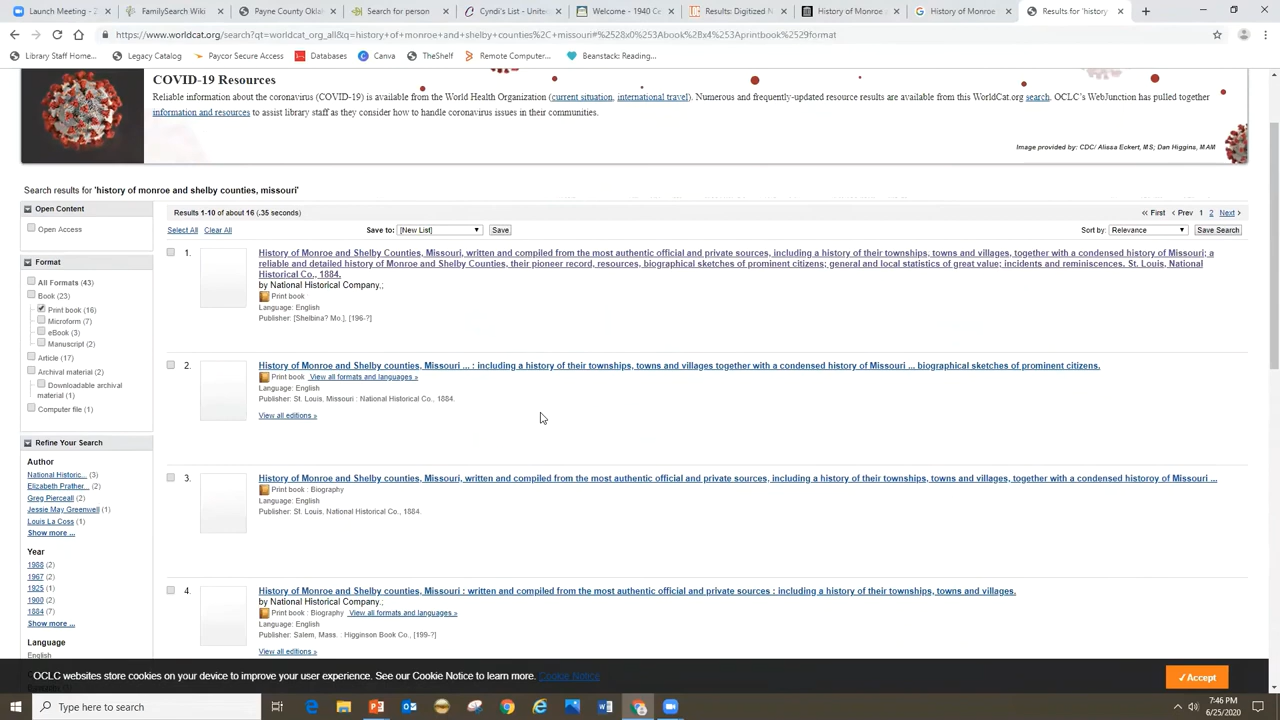 Launch Meeting - Z
FamilySearch Wiki
Payne County Okla
Search for person
Cyndi's List - Unite
Welcome - 1940 Ce
Results: Digitized N
History of Monroe a
History of Monroe
Results for 'history
https://www.worldcat.org/search?qt=worldcat_org_all&q=history+of+monroe+and+shelby+counties%2C+missouri#%2528x0%253Abook%2Bx4%253Aprintbook%2529format
Library Staff Home...
Legacy Catalog
Paycor Secure Access
Databases
Canva
TheShelf
Remote Computer...
Beanstack: Reading...
COVID-19 Resources
Reliable information about the coronavirus (COVID-19) is available from the World Health Organization (current situation, international travel). Numerous and frequently-updated resource results are available from this WorldCat.org search. OCLC's WebJunction has pulled together
information and resources to assist library staff as they consider how to handle coronavirus issues in their communities.
Image provided by: CDC/ Alissa Eckert, MS; Dan Higgins, MAM
Search results for 'history of monroe and shelby counties, missouri'
Open Content
Open Access
Format
All Formats (43)
Book (23)
Print book (16)
Microform (7)
eBook (3)
Manuscript (2)
Article (17)
Archival material (2)
Downloadable archival
material (1)
Computer file (1)
Refine Your Search
Author
National Historic... (3)
Elizabeth Prather... (2)
Greg Pierceall (2)
Jessie May Greenwell (1)
Louis La Coss (1)
Show more ...
Year
1988 (2)
1967 (2)
1925 (1)
1900 (2)
1884 (7)
Show more ...
Language
English
Results 1-10 of about 16 (.35 seconds)
« First < Prev 1 2 Next >
Select All Clear All
Save to: [New List] Save
Sort by: Relevance Save Search
1.
History of Monroe and Shelby Counties, Missouri, written and compiled from the most authentic official and private sources, including a history of their townships, towns and villages, together with a condensed history of Missouri; a
reliable and detailed history of Monroe and Shelby Counties, their pioneer record, resources, biographical sketches of prominent citizens; general and local statistics of great value; incidents and reminiscences. St. Louis, National
Historical Co., 1884.
by National Historical Company.;
Print book
Language: English
Publisher: [Shelbina? Mo.], [196-?]
2.
History of Monroe and Shelby counties, Missouri ... : including a history of their townships, towns and villages together with a condensed history of Missouri ... biographical sketches of prominent citizens.
Print book View all formats and languages »
Language: English
Publisher: St. Louis, Missouri : National Historical Co., 1884.
View all editions »
3.
History of Monroe and Shelby counties, Missouri, written and compiled from the most authentic official and private sources, including a history of their townships, towns and villages, together with a condensed historoy of Missouri ...
Print book : Biography
Language: English
Publisher: St. Louis, National Historical Co., 1884.
4.
History of Monroe and Shelby counties, Missouri : written and compiled from the most authentic official and private sources : including a history of their townships, towns and villages.
by National Historical Company.;
Print book : Biography View all formats and languages »
Language: English
Publisher: Salem, Mass. : Higginson Book Co., [199-?]
View all editions »
OCLC websites store cookies on your device to improve your user experience. See our Cookie Notice to learn more. Cookie Notice
✓Accept
Type here to search
7:46 PM
6/25/2020